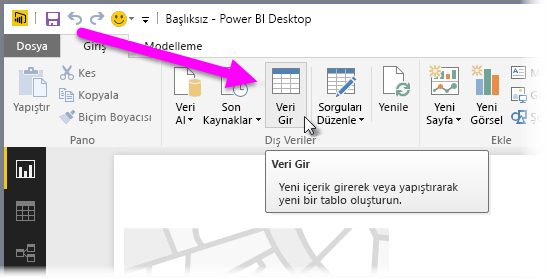 Başlıksız - Power BI Desktop
Dosya
Giriş
Modelleme
Yapıştır
Kes
Kopyala
Biçim Boyacısı
Pano
Veri
Al
Son
Kaynaklar
Veri
Gir
Sorguları
Düzenle
Yenile
Dış Veriler
Yeni
Sayfa
Yeni
Görsel
Ekle
Veri Gir
Yeni içerik girerek veya yapıştırarak
yeni bir tablo oluşturun.